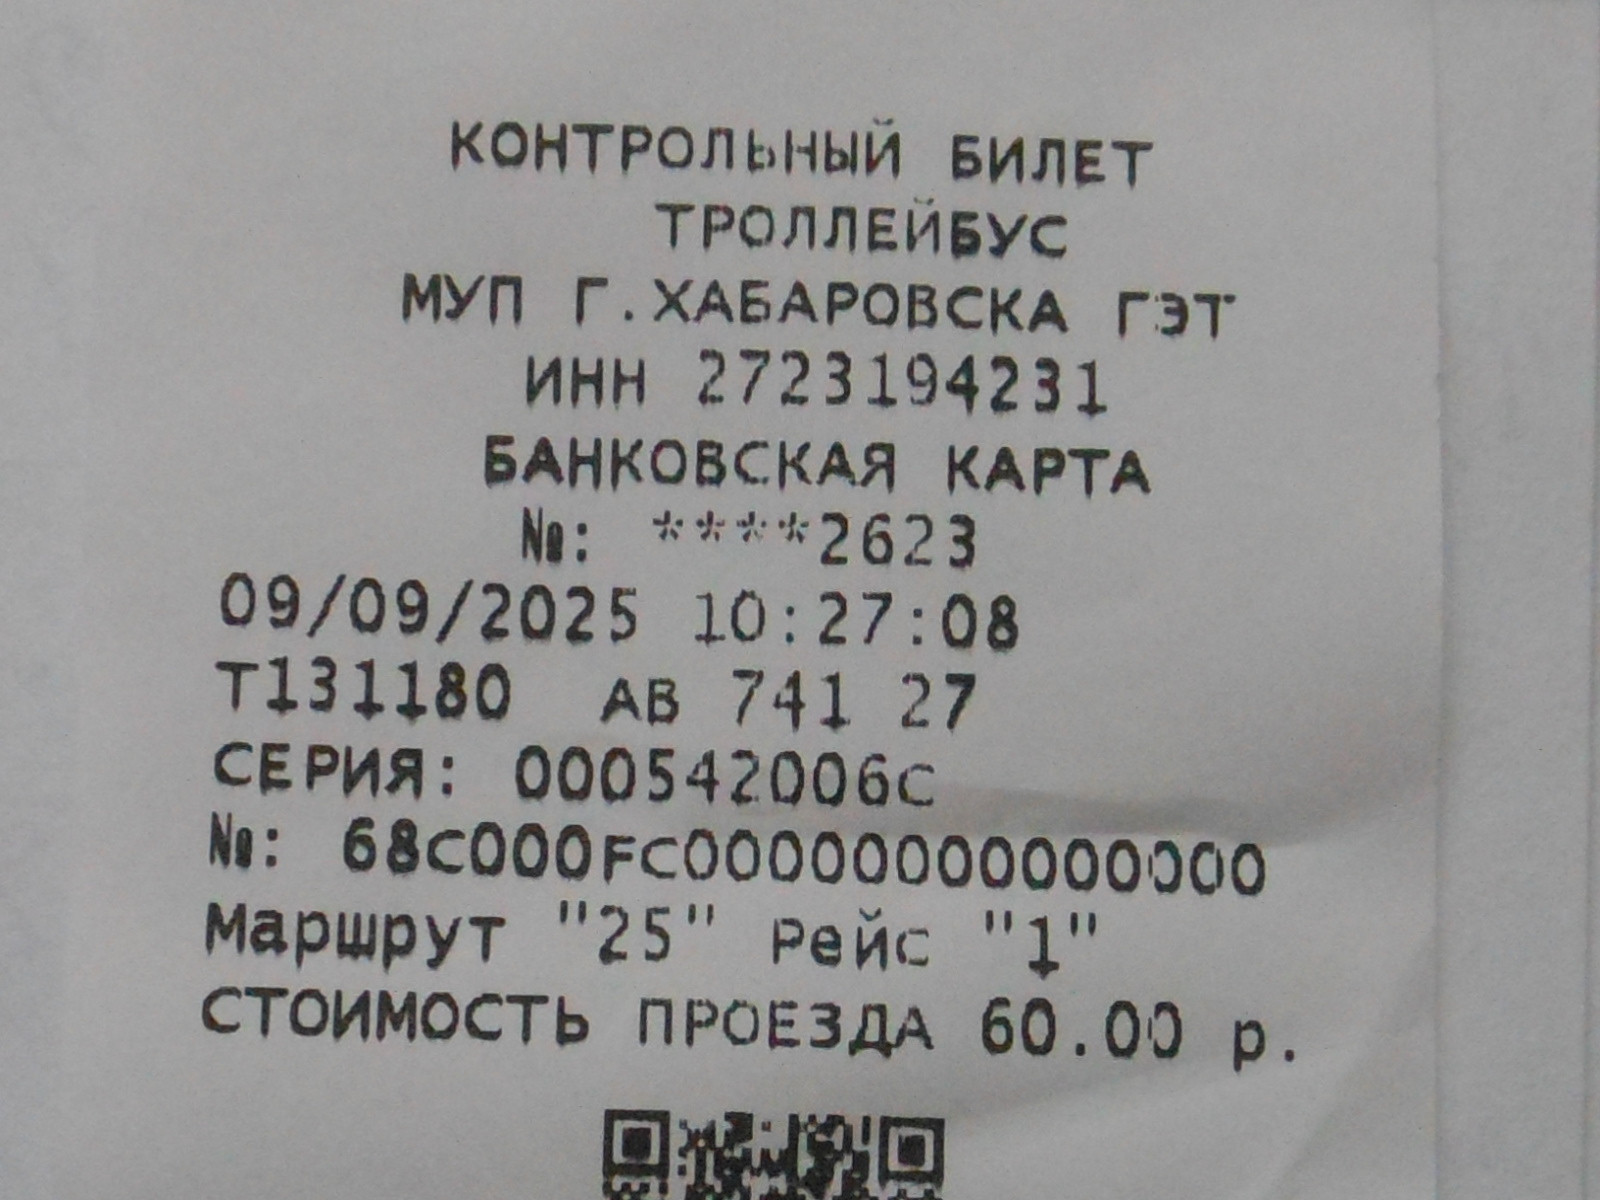 КОНТРОЛЬНЫЙ БИЛЕТ
ТРОЛЛЕЙБУС
МУП Г.ХАБАРОВСКА ГЭТ
ИНН 2723194231
БАНКОВСКАЯ КАРТА
№: ****2623
09/09/2025 10:27:08
Т131180 АВ 741 27
СЕРИЯ: 000542006C
№: 68C000FC00000000000000
Маршрут "25" Рейс "1"
СТОИМОСТЬ ПРОЕЗДА 60.00 р.